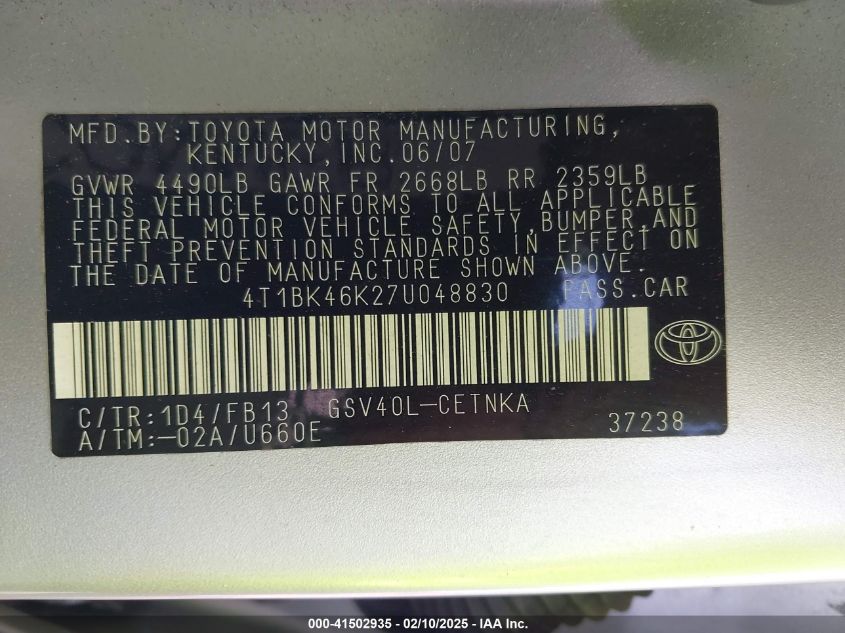 MFD.BY:TOYOTA MOTOR MANUFACTURING,
KENTUCKY,INC.06/07
GVWR 4490LB GAWR FR 2668LB RR 2359LB
THIS VEHICLE CONFORMS TO ALL APPLICABLE
FEDERAL MOTOR VEHICLE SAFETY,BUMPER,AND
THEFT PREVENTION STANDARDS IN EFFECT ON
THE DATE OF MANUFACTURE SHOWN ABOVE.
4T1BK46K27U048830 PASS.CAR
C/TR:1D4/FB13 GSV40L-CETNKA
A/TM:-02A/U660E 37238
000-41502935 - 02/10/2025 - IAA Inc.